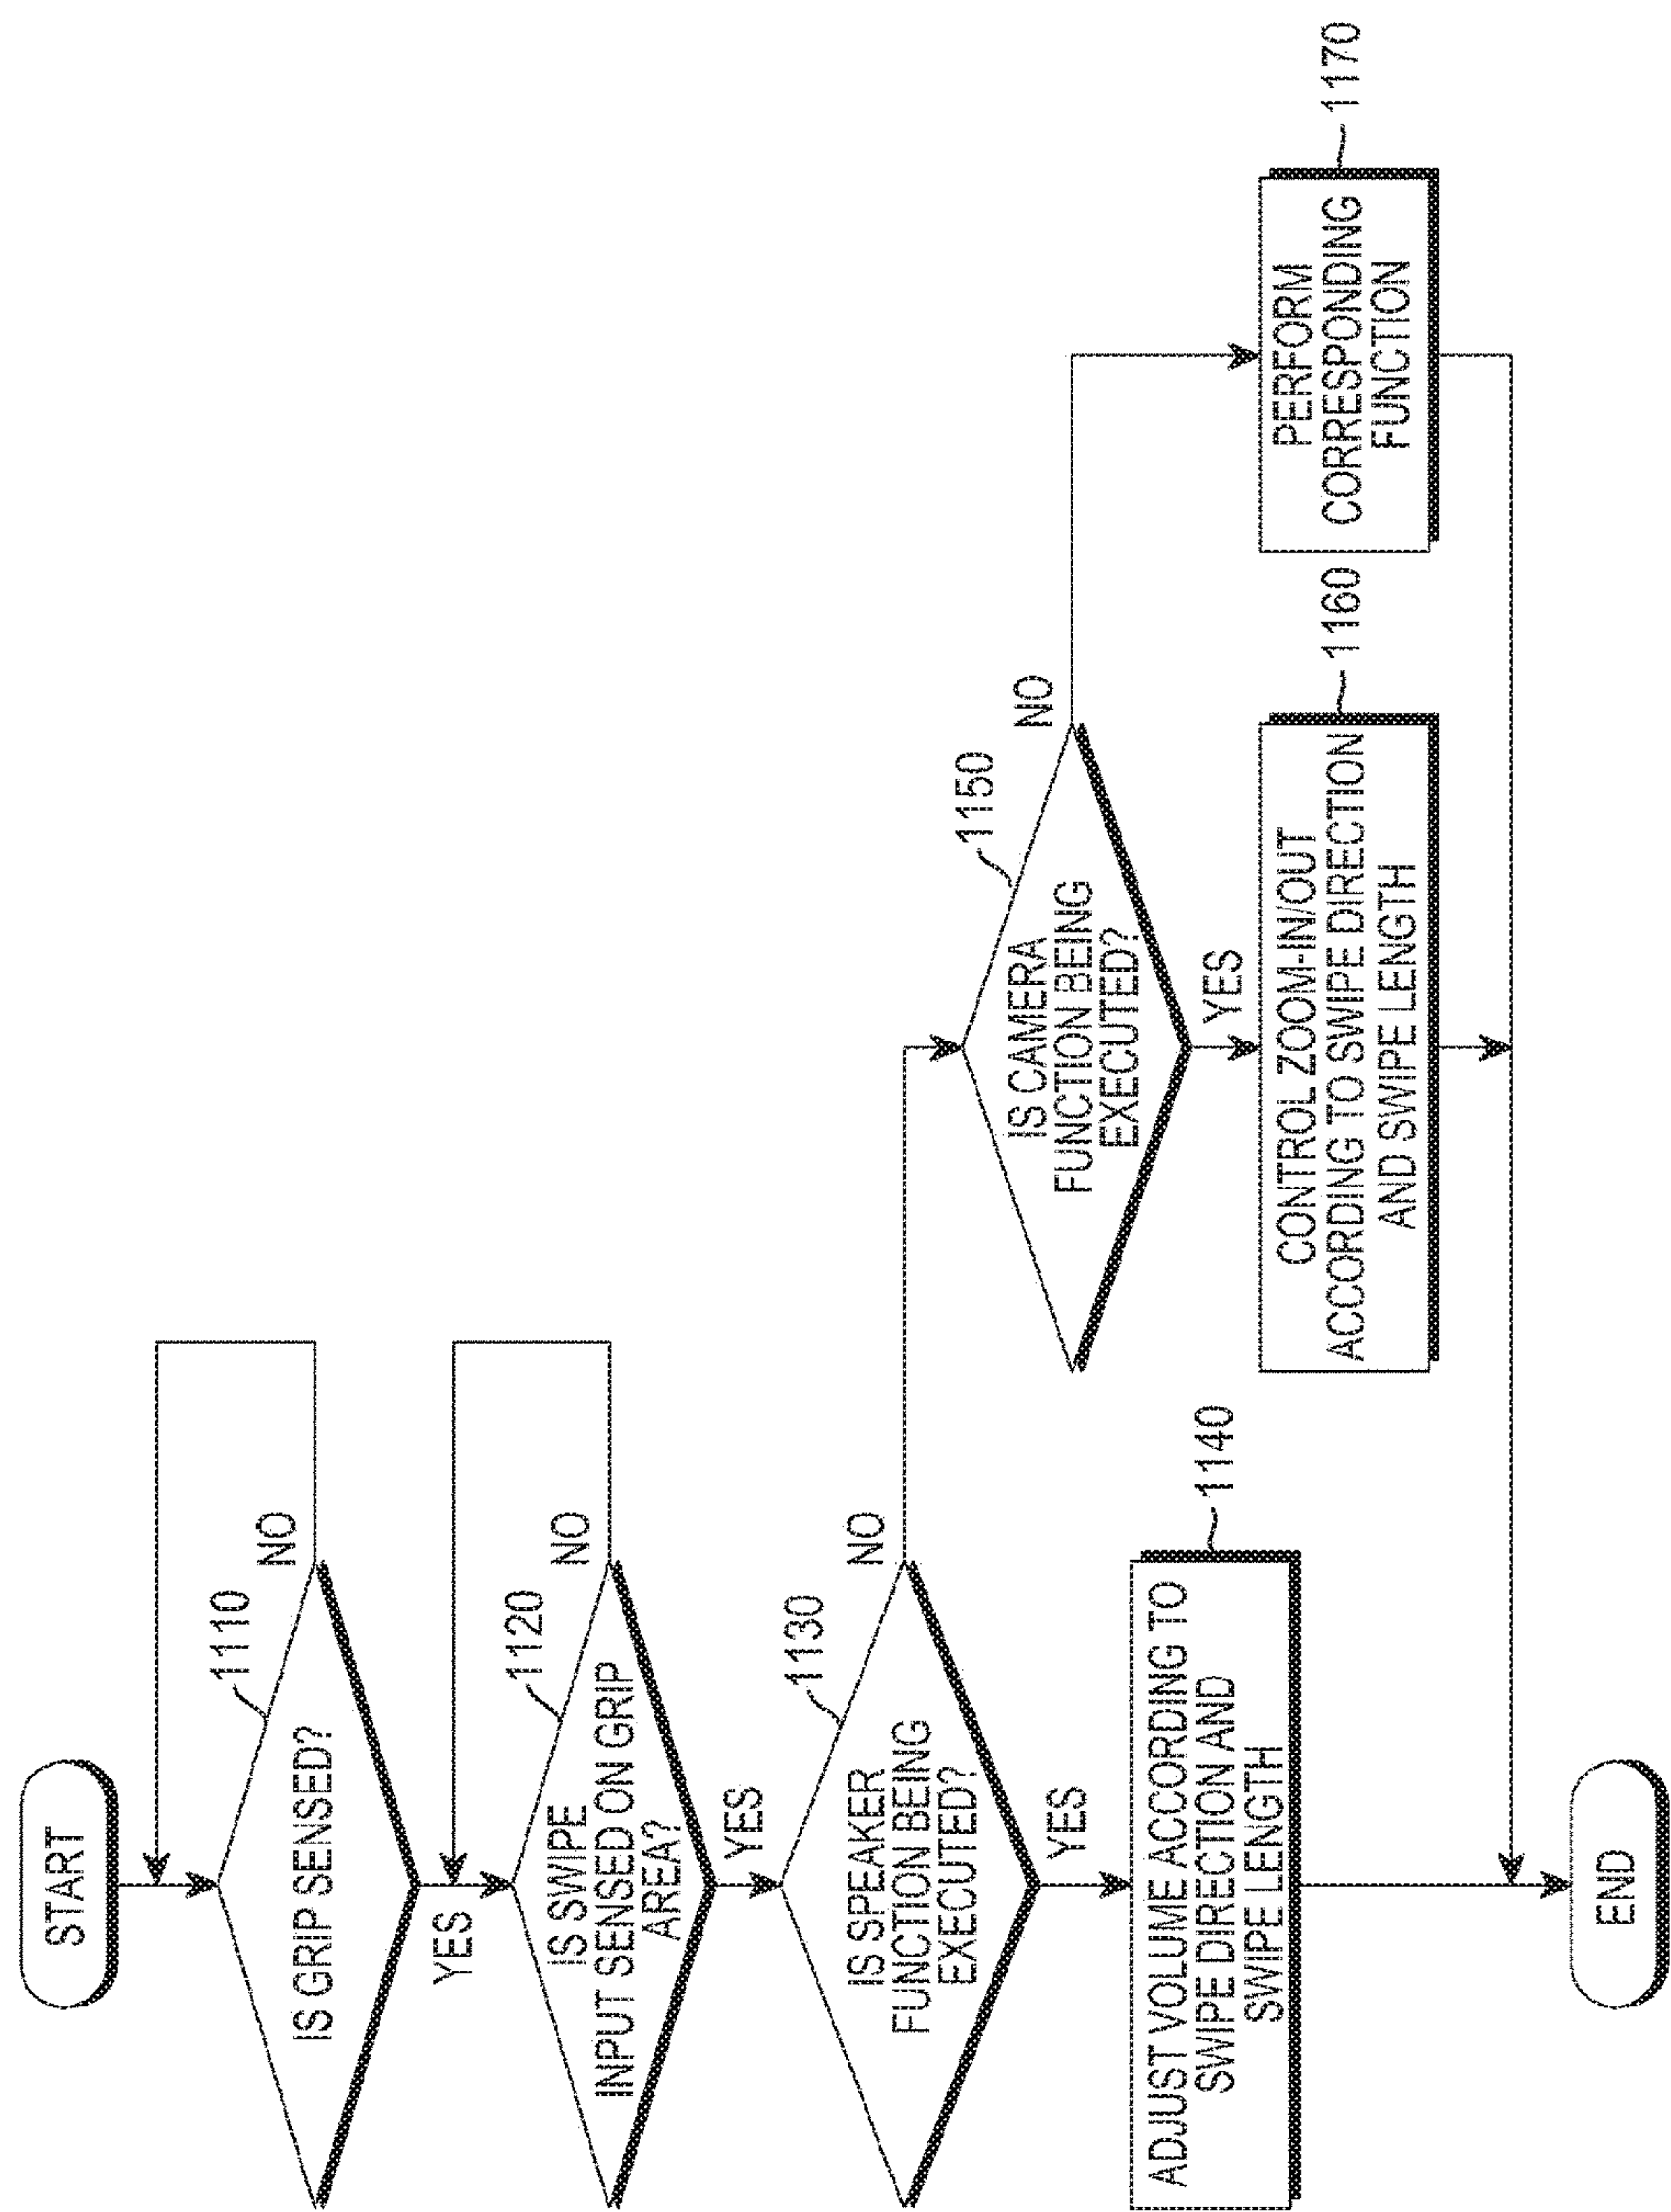 START
1110
IS GRIP SENSED?
NO
YES
1120
IS SWIPE
INPUT SENSED ON GRIP
AREA?
NO
YES
1130
IS SPEAKER
FUNCTION BEING
EXECUTED?
NO
YES
1140
ADJUST VOLUME ACCORDING TO
SWIPE DIRECTION AND
SWIPE LENGTH
1150
IS CAMERA
FUNCTION BEING
EXECUTED?
NO
YES
1160
CONTROL ZOOM-IN/OUT
ACCORDING TO SWIPE DIRECTION
AND SWIPE LENGTH
1170
PERFORM
CORRESPONDING
FUNCTION
END